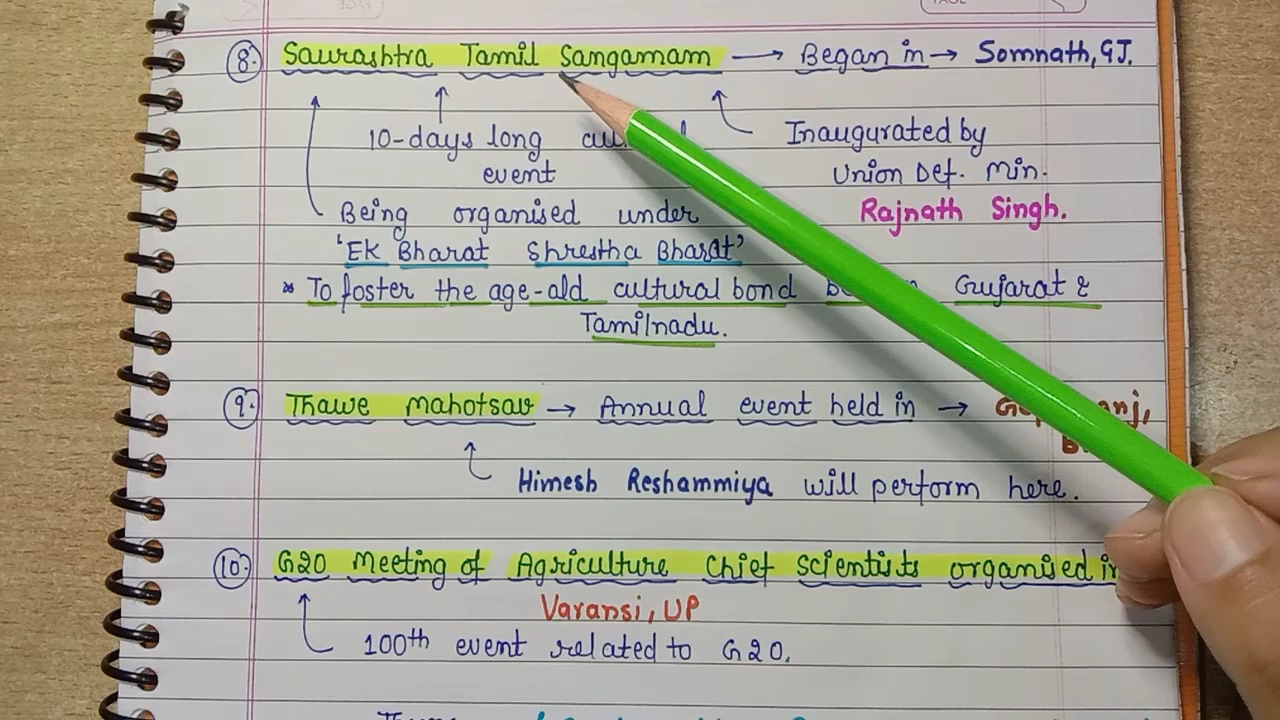 8. Saurashtra Tamil Sangamam → Began in → Somnath, GJ.
10-days long
event
Inaugurated by
Union Def. Min.
Rajnath Singh.
Being organised under
'EK Bharat Shrestha Bharat'
* To foster the age-old cultural bond Gujarat &
Tamilnadu.
9. Thawe mahotsav → Annual event held in →
Himesh Reshammiya will perform here.
10. G20 Meeting of Agriculture Chief Scientists organised in
Varansi, UP
100th event related to G20.